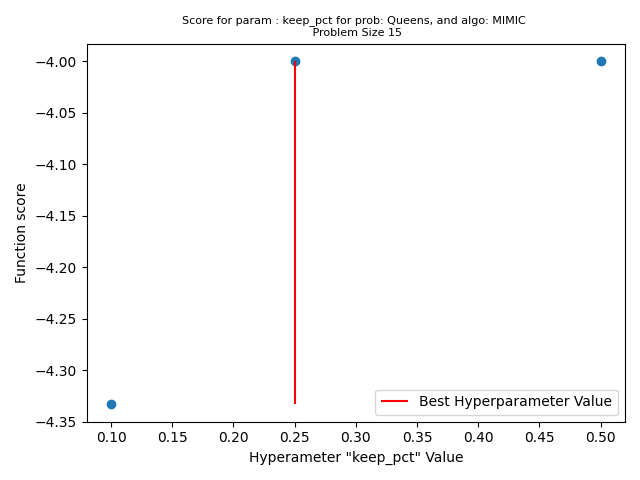 Score for param : keep_pct for prob: Queens, and algo: MIMIC
Problem Size 15
−4.00
−4.05
−4.10
−4.15
−4.20
−4.25
−4.30
−4.35
Function score
0.10 0.15 0.20 0.25 0.30 0.35 0.40 0.45 0.50
Hyperameter "keep_pct" Value
Best Hyperparameter Value